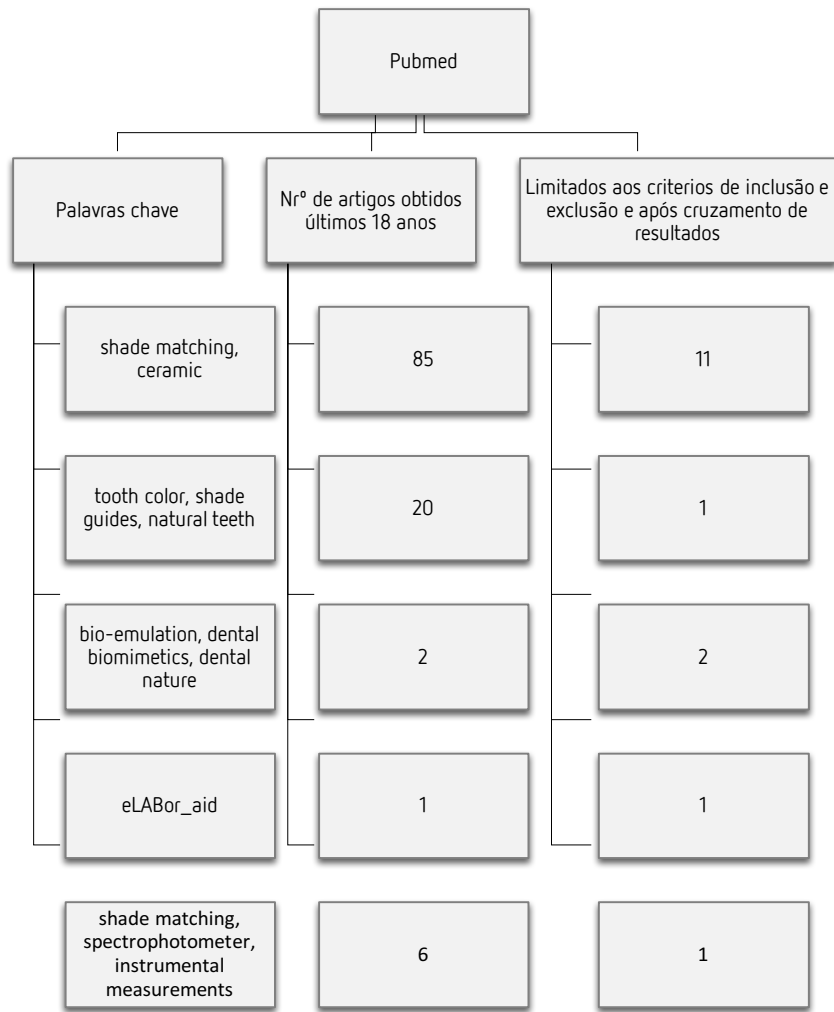 Pubmed
Palavras chave
Nrº de artigos obtidos
últimos 18 anos
Limitados aos criterios de inclusão e
exclusão e após cruzamento de
resultados
shade matching,
ceramic
85
11
tooth color, shade
guides, natural teeth
20
1
bio-emulation, dental
biomimetics, dental
nature
2
2
eLABor_aid
1
1
shade matching,
spectrophotometer,
instrumental
measurements
6
1